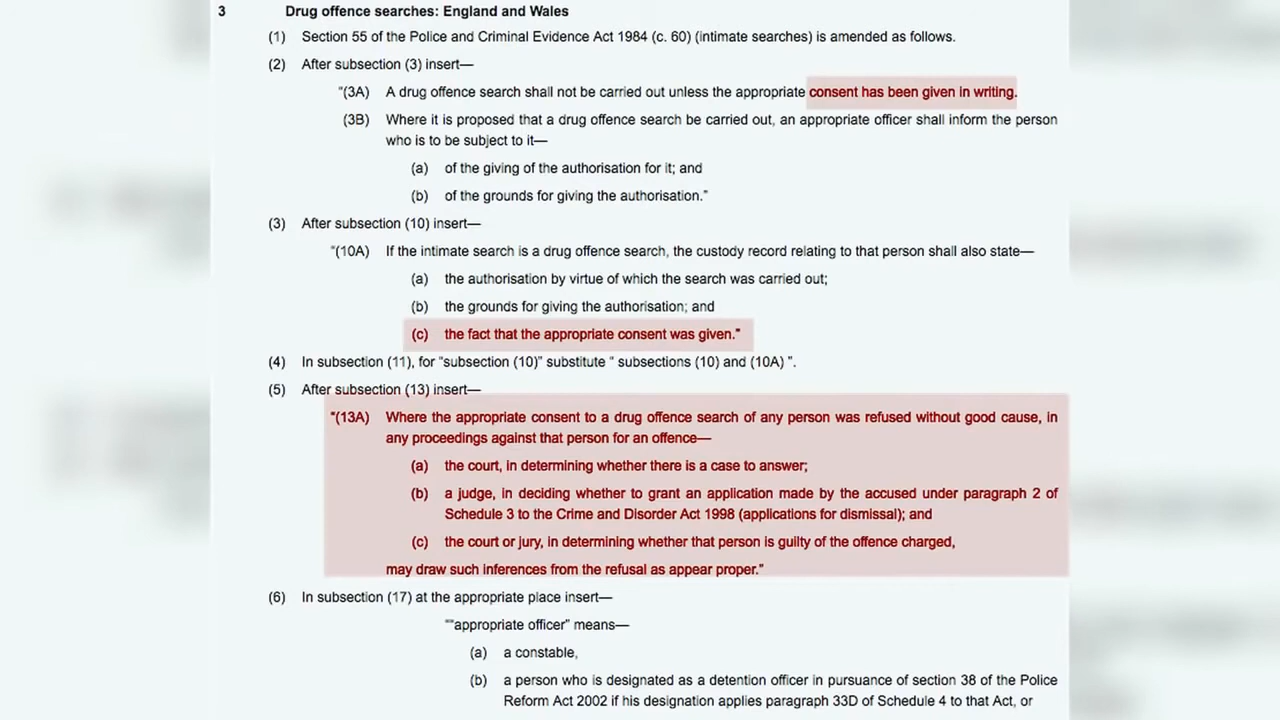 3 Drug offence searches: England and Wales
(1) Section 55 of the Police and Criminal Evidence Act 1984 (c. 60) (intimate searches) is amended as follows.
(2) After subsection (3) insert—
"(3A) A drug offence search shall not be carried out unless the appropriate consent has been given in writing.
(3B) Where it is proposed that a drug offence search be carried out, an appropriate officer shall inform the person
who is to be subject to it—
(a) of the giving of the authorisation for it; and
(b) of the grounds for giving the authorisation."
(3) After subsection (10) insert—
"(10A) If the intimate search is a drug offence search, the custody record relating to that person shall also state—
(a) the authorisation by virtue of which the search was carried out;
(b) the grounds for giving the authorisation; and
(c) the fact that the appropriate consent was given."
(4) In subsection (11), for "subsection (10)" substitute " subsections (10) and (10A) ".
(5) After subsection (13) insert—
"(13A) Where the appropriate consent to a drug offence search of any person was refused without good cause, in
any proceedings against that person for an offence—
(a) the court, in determining whether there is a case to answer;
(b) a judge, in deciding whether to grant an application made by the accused under paragraph 2 of
Schedule 3 to the Crime and Disorder Act 1998 (applications for dismissal); and
(c) the court or jury, in determining whether that person is guilty of the offence charged,
may draw such inferences from the refusal as appear proper."
(6) In subsection (17) at the appropriate place insert—
""appropriate officer" means—
(a) a constable,
(b) a person who is designated as a detention officer in pursuance of section 38 of the Police
Reform Act 2002 if his designation applies paragraph 33D of Schedule 4 to that Act, or